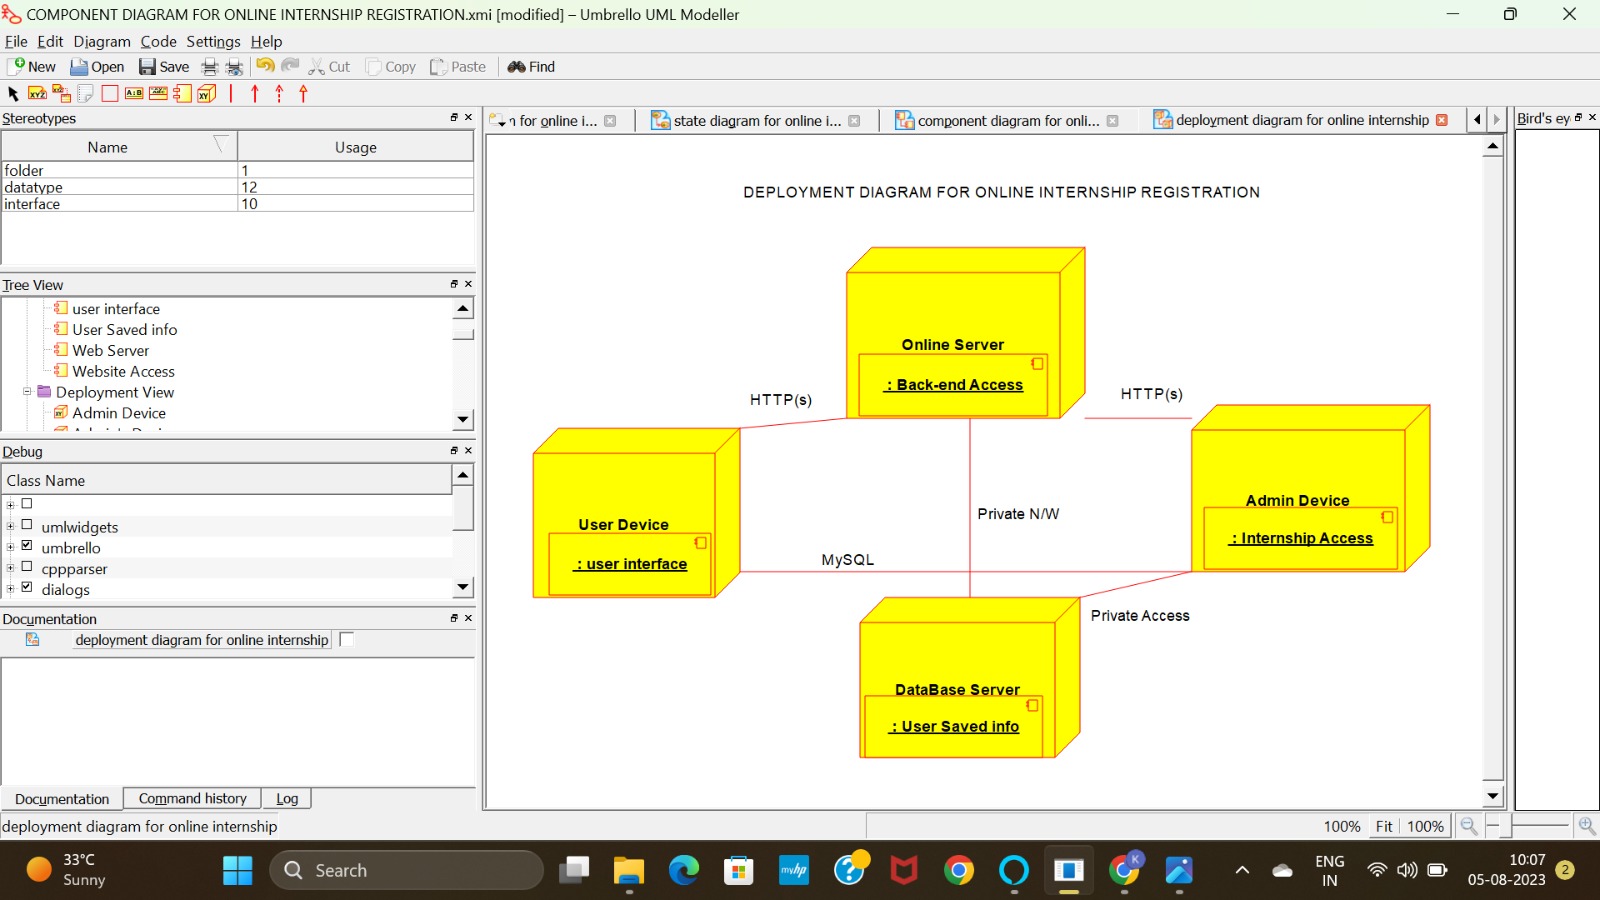 COMPONENT DIAGRAM FOR ONLINE INTERNSHIP REGISTRATION.xmi [modified] – Umbrello UML Modeller
File Edit Diagram Code Settings Help
New Open Save Cut Copy Paste Find
Stereotypes
Name Usage
folder 1
datatype 12
interface 10
Tree View
user interface
User Saved info
Web Server
Website Access
Deployment View
Admin Device
Debug
Class Name
umlwidgets
umbrello
cppparser
dialogs
Documentation
deployment diagram for online internship
Documentation Command history Log
deployment diagram for online internship
for online i... state diagram for online i... component diagram for onli... deployment diagram for online internship
Bird's ey
DEPLOYMENT DIAGRAM FOR ONLINE INTERNSHIP REGISTRATION
Online Server
: Back-end Access
HTTP(s)
HTTP(s)
User Device
: user interface
Admin Device
: Internship Access
Private N/W
MySQL
Private Access
DataBase Server
: User Saved info
100% Fit 100%
33°C
Sunny
Search
myhp
K
ENG
IN
10:07
05-08-2023
2